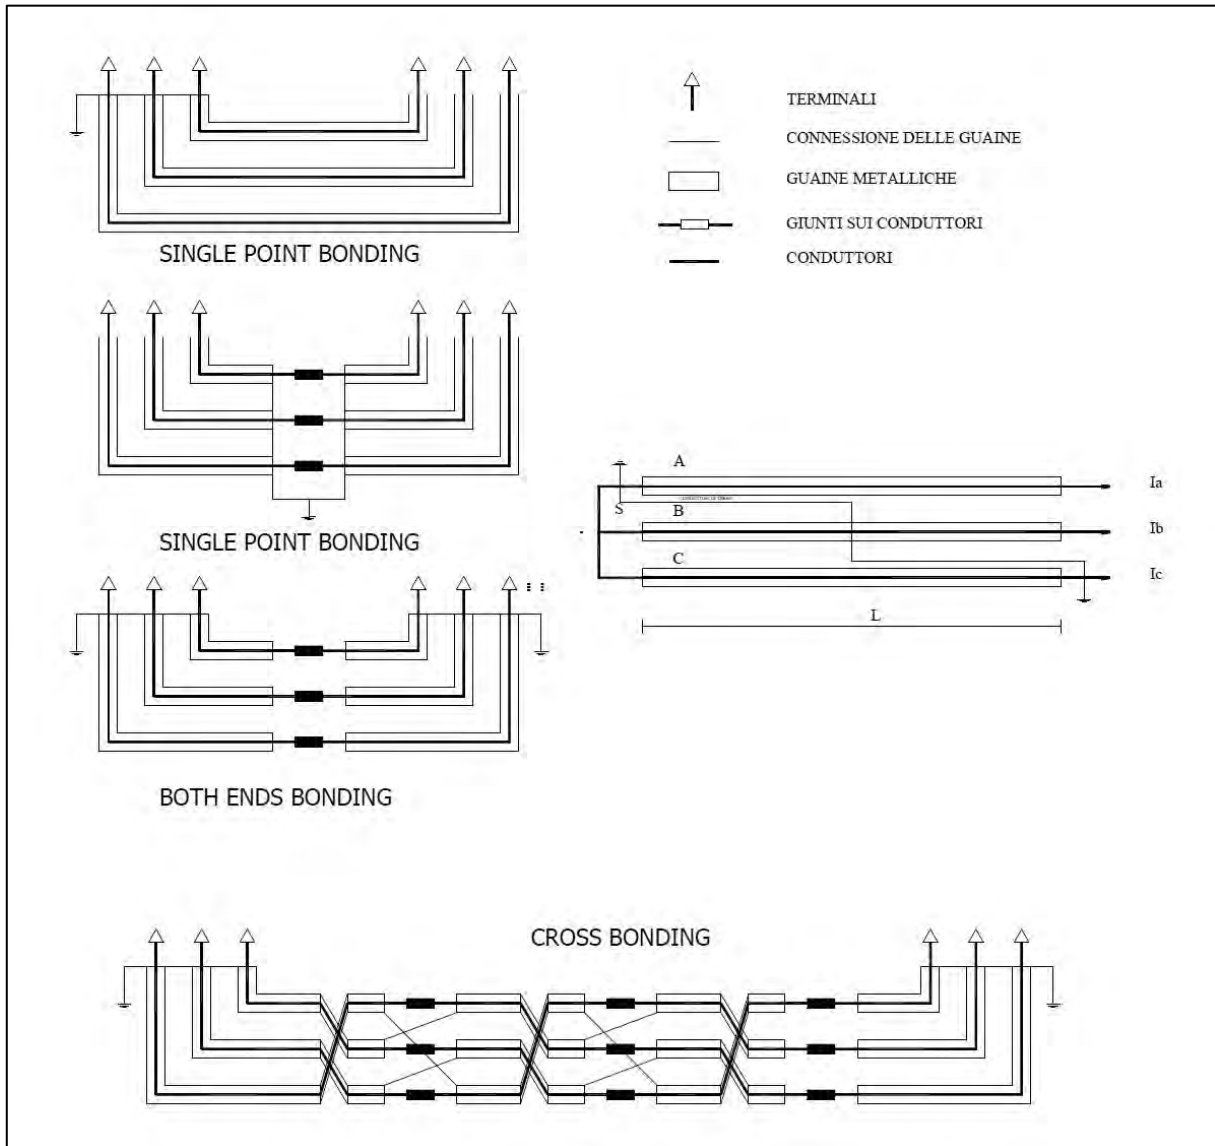 TERMINALI
CONNESSIONE DELLE GUAINE
GUAINE METALLICHE
GIUNTI SUI CONDUTTORI
CONDUTTORI
SINGLE POINT BONDING
SINGLE POINT BONDING
A
Ia
S
B
Ib
C
Ic
L
BOTH ENDS BONDING
CROSS BONDING